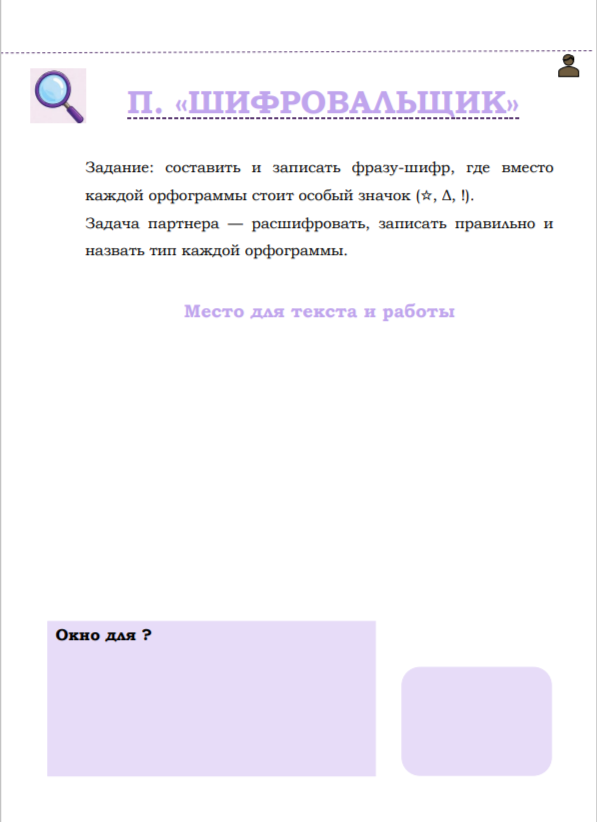 П. «ШИФРОВАЛЬЩИК»
Задание: составить и записать фразу-шифр, где вместо
каждой орфограммы стоит особый значок (☆, Δ, !).
Задача партнера — расшифровать, записать правильно и
назвать тип каждой орфограммы.
Место для текста и работы
Окно для ?